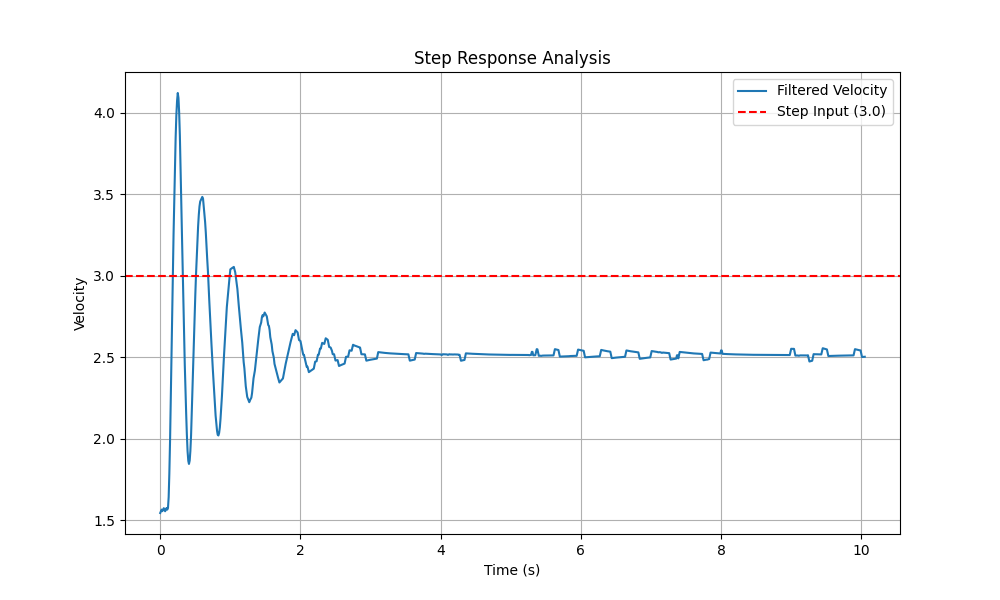 Step Response Analysis
Filtered Velocity
Step Input (3.0)
Velocity
4.0
3.5
3.0
2.5
2.0
1.5
0 2 4 6 8 10
Time (s)